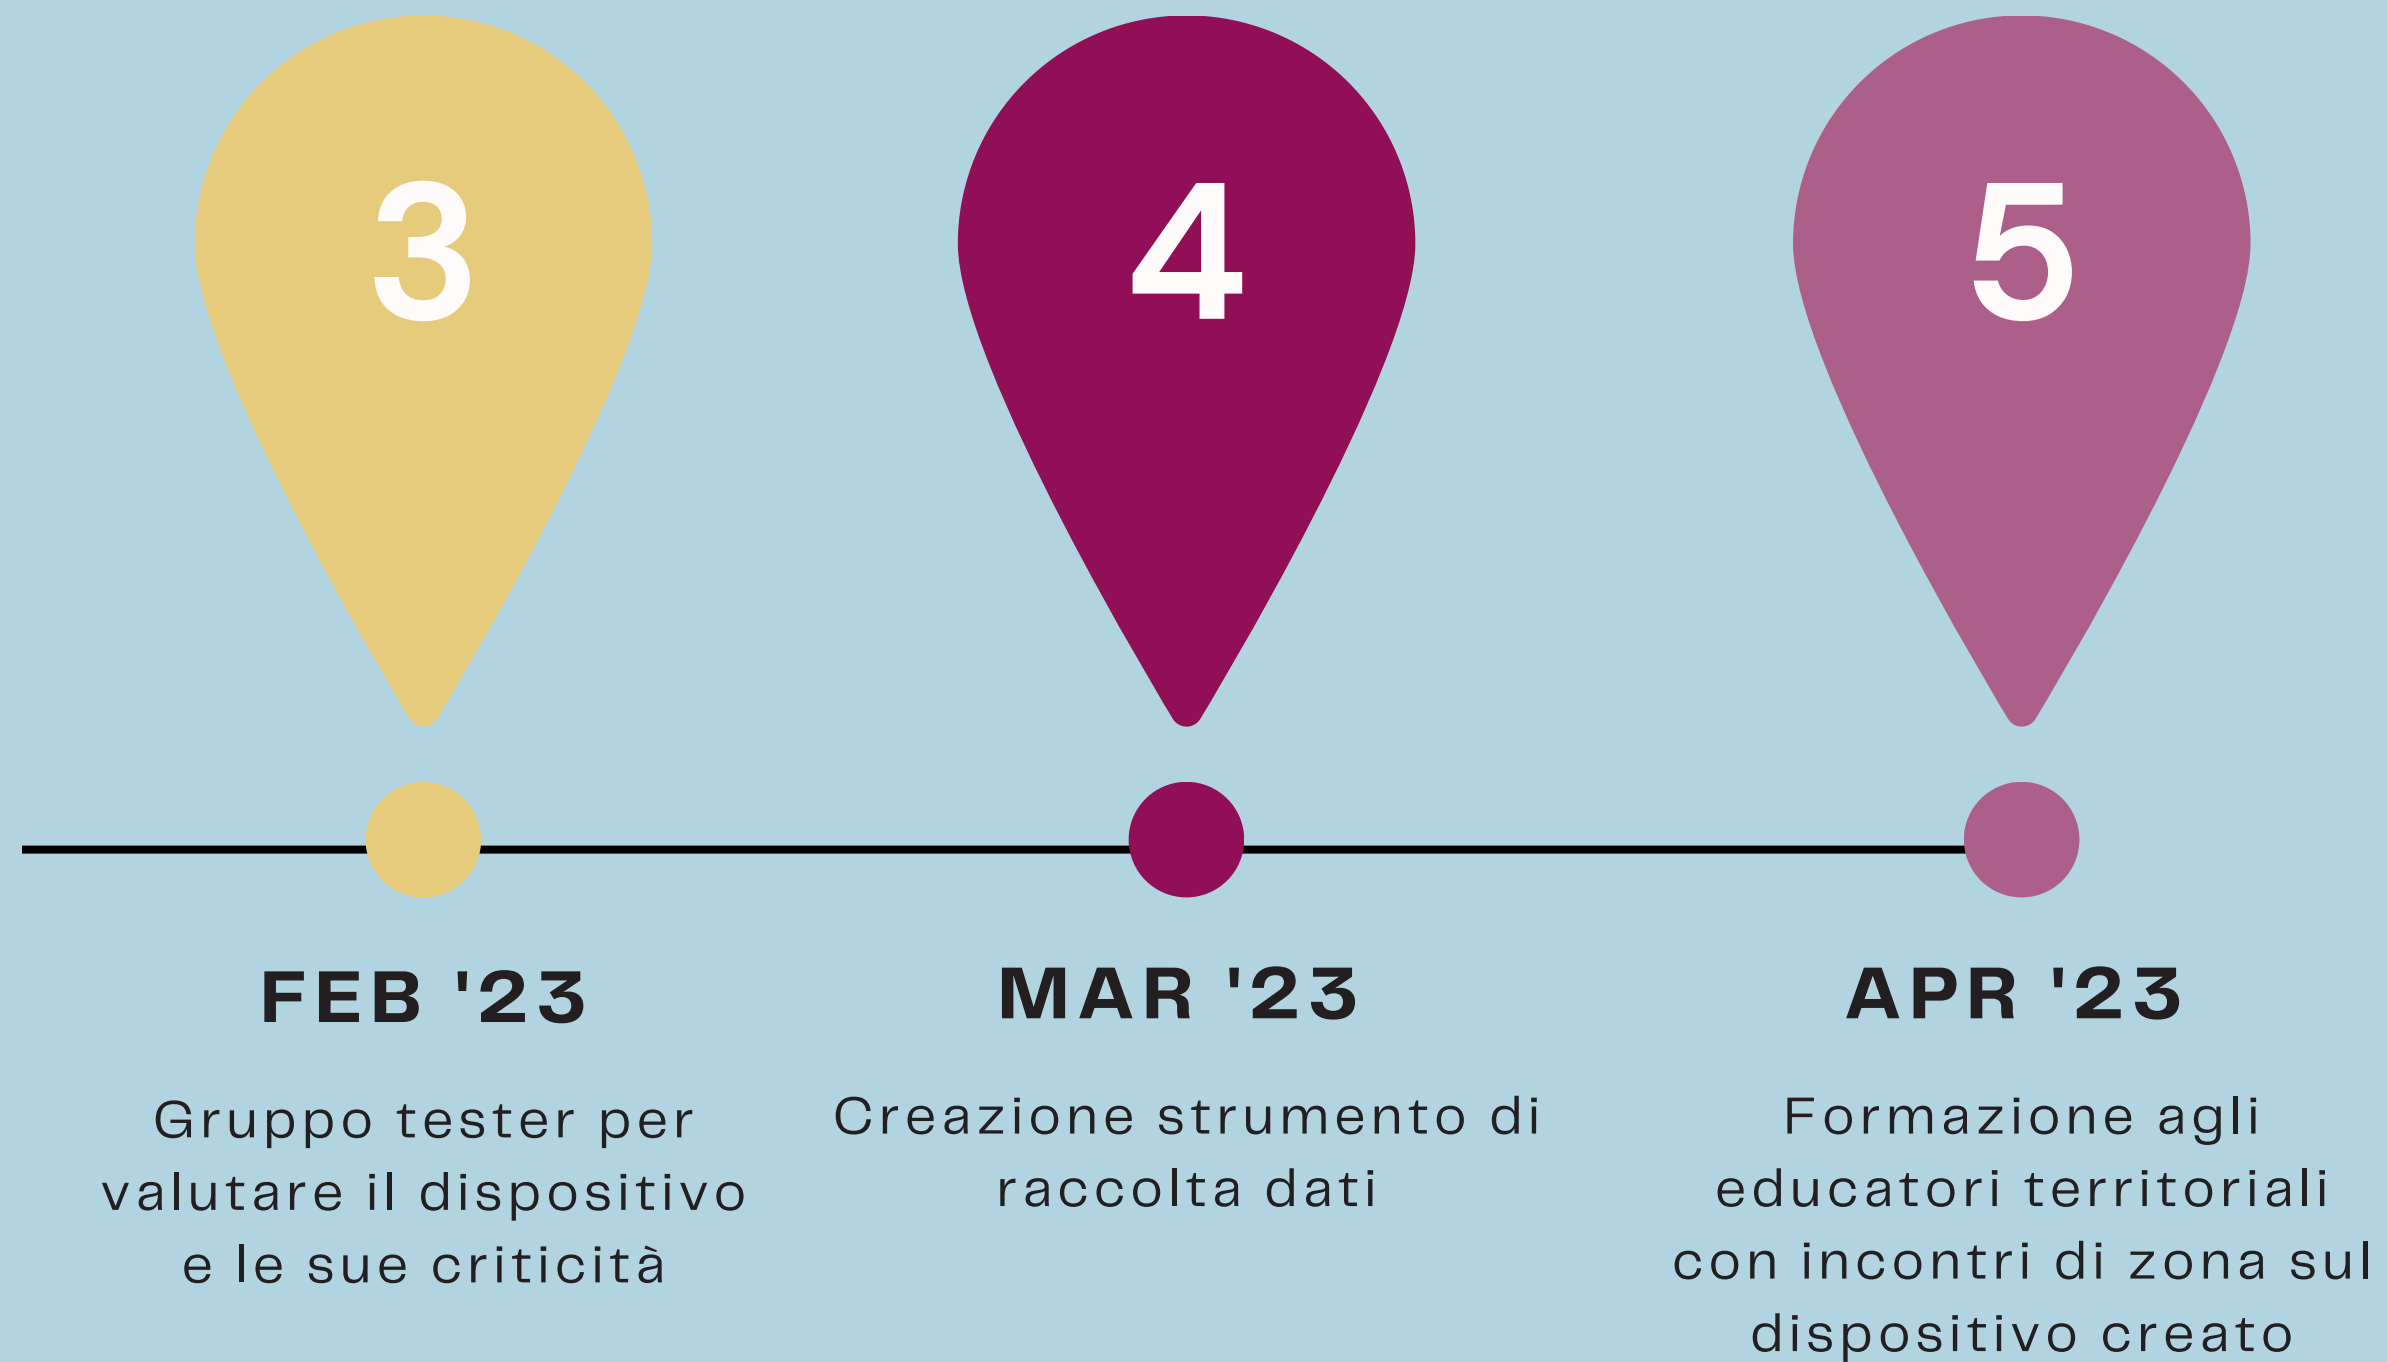 3
4
5
FEB '23
Gruppo tester per
valutare il dispositivo
e le sue criticità
MAR '23
Creazione strumento di
raccolta dati
APR '23
Formazione agli
educatori territoriali
con incontri di zona sul
dispositivo creato